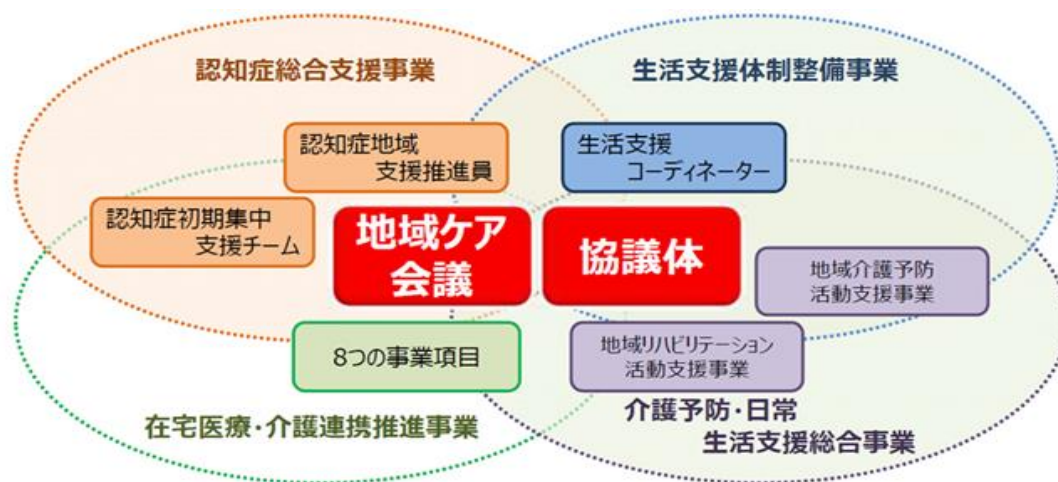 認知症総合支援事業
生活支援体制整備事業
認知症地域
支援推進員
生活支援
コーディネーター
認知症初期集中
支援チーム
地域ケア
会議
協議体
地域介護予防
活動支援事業
8つの事業項目
地域リハビリテーション
活動支援事業
在宅医療・介護連携推進事業
介護予防・日常
生活支援総合事業